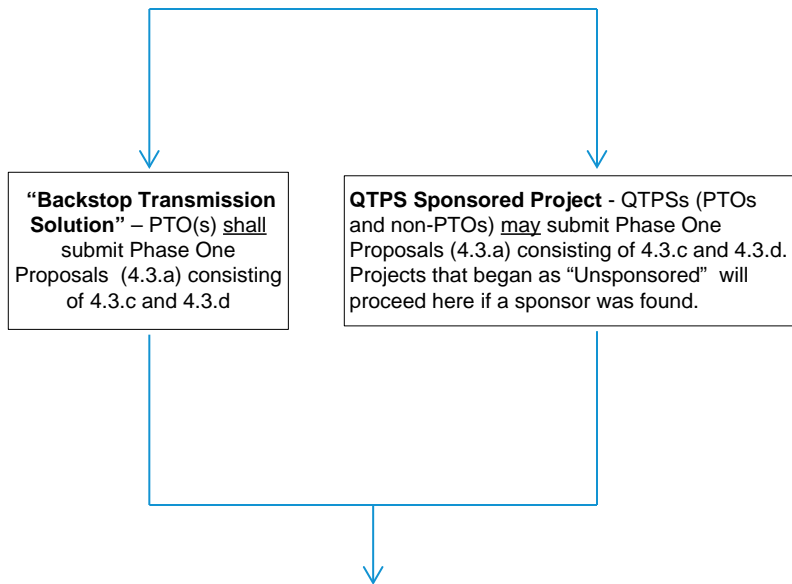 “Backstop Transmission
Solution” – PTO(s) shall
submit Phase One
Proposals (4.3.a) consisting
of 4.3.c and 4.3.d
QTPS Sponsored Project - QTPSs (PTOs
and non-PTOs) may submit Phase One
Proposals (4.3.a) consisting of 4.3.c and 4.3.d.
Projects that began as “Unsponsored” will
proceed here if a sponsor was found.